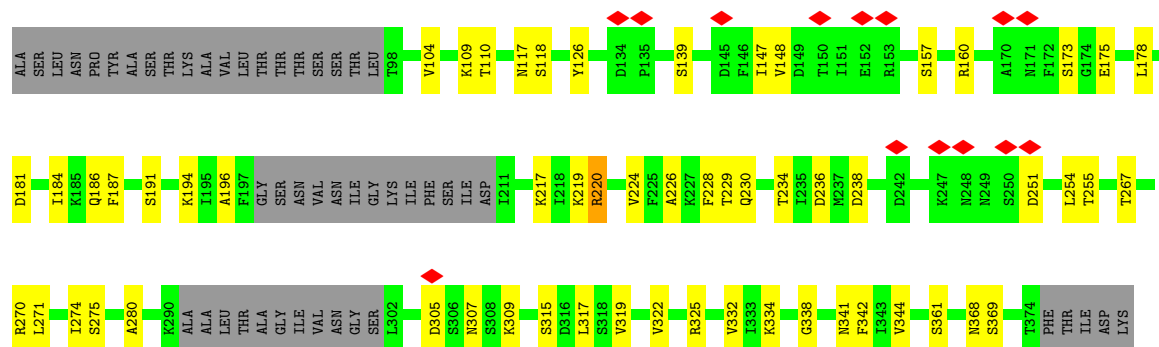 ALA SER LEU ASN PRO TYR ALA SER THR LYS ALA VAL LEU THR THR THR SER SER THR LEU T98 V104 K109 T110 N117 S118 Y126 D134 P135 S139 D145 F146 I147 V148 D149 T150 I151 E152 R153 S157 R160 A170 N171 F172 S173 G174 E175 L178
D181 I184 K185 Q186 F187 S191 K194 I195 A196 F197 GLY SER ASN VAL ASN ILE GLY LYS ILE PHE SER ILE ASP I211 K217 I218 K219 R220 V224 F225 A226 K227 F228 T229 Q230 T234 I235 D236 M237 D238 D242 K247 N248 N249 S250 D251 L254 T255 T267
R270 L271 I274 S275 A280 K290 ALA ALA LEU THR ALA GLY ILE VAL ASN GLY SER L302 D305 S306 N307 S308 K309 S315 D316 L317 S318 V319 V322 R325 V332 I333 K334 G338 N341 F342 I343 V344 S361 N368 S369 T374 PHE THR ILE ASP LYS